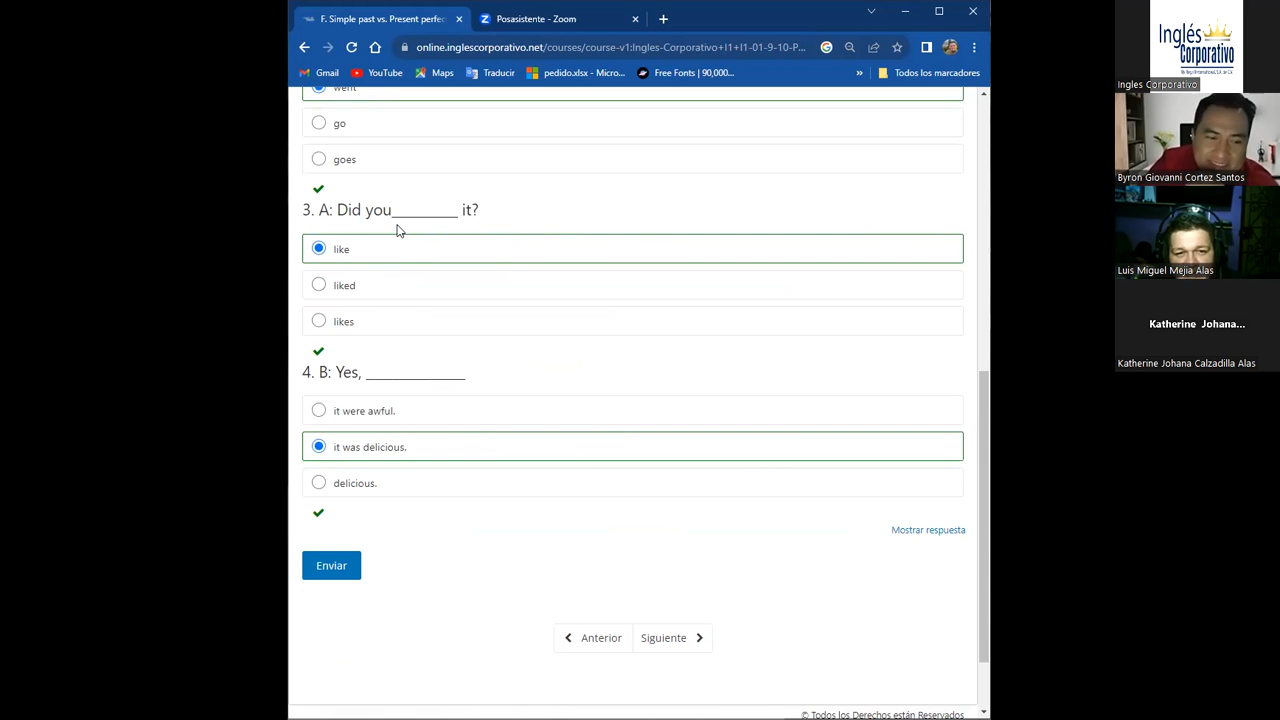 F. Simple past vs. Present perfec
Posasistente - Zoom
online.inglescorporativo.net/courses/course-v1:Ingles-Corporativo+I1+I1-01-9-10-P...
Gmail
YouTube
Maps
Traducir
pedido.xlsx - Micro...
Free Fonts | 90,000...
»
Todos los marcadores
went
go
goes
3. A: Did you________ it?
like
liked
likes
4. B: Yes, _____________
it were awful.
it was delicious.
delicious.
Mostrar respuesta
Enviar
Anterior
Siguiente
© Todos los Derechos están Reservados
Inglés
Corporativo
Ingles Corporativo
Byron Giovanni Cortez Santos
Luis Miguel Mejia Alas
Katherine Johana...
Katherine Johana Calzadilla Alas